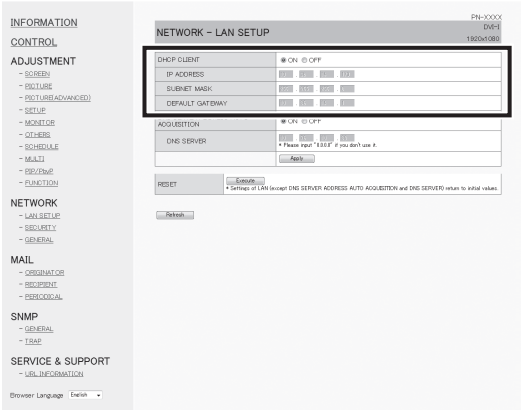 INFORMATION
CONTROL
ADJUSTMENT
- SCREEN
- PICTURE
- PICTURE(ADVANCED)
- SETUP
- MONITOR
- OTHERS
- SCHEDULE
- MULTI
- PIP/PbyP
- FUNCTION
NETWORK
- LAN SETUP
- SECURITY
- GENERAL
MAIL
- ORIGINATOR
- RECIPIENT
- PERIODICAL
SNMP
- GENERAL
- TRAP
SERVICE & SUPPORT
- URL INFORMATION
Browser Language English
PN-XXXX
NETWORK - LAN SETUP
DVI-I
1920x1080
DHCP CLIENT ON OFF
IP ADDRESS
SUBNET MASK
DEFAULT GATEWAY
ACQUISITION ON OFF
DNS SERVER
* Please input "0.0.0.0" if you don't use it.
Apply
RESET Execute
* Settings of LAN (except DNS SERVER ADDRESS AUTO ACQUISITION and DNS SERVER) return to initial values.
Refresh